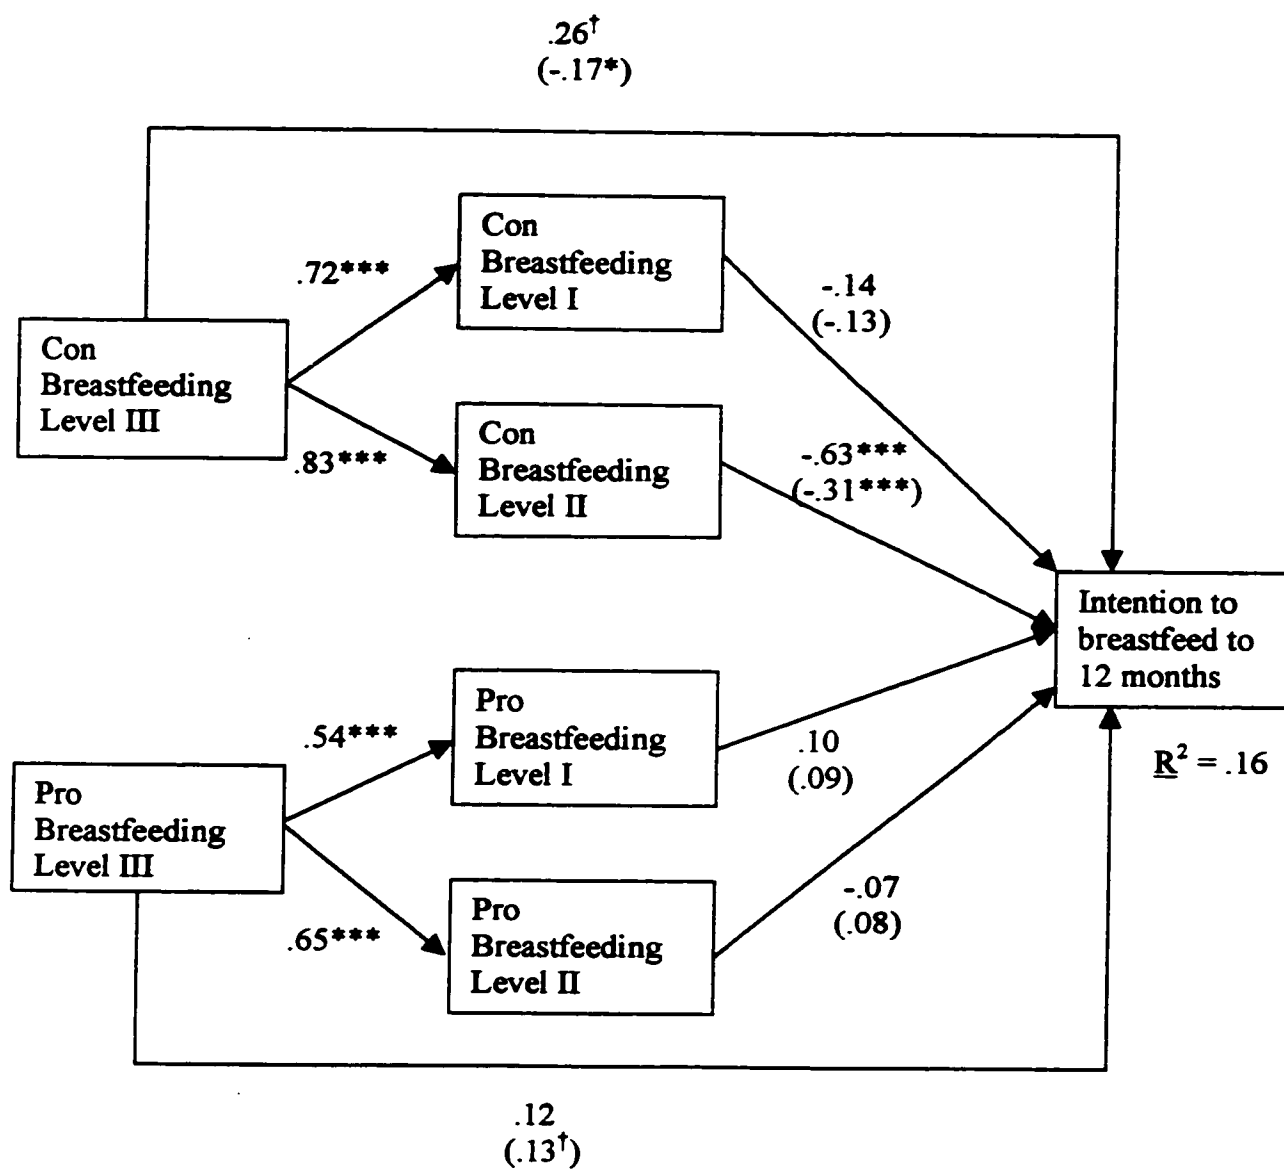 .26†
(-.17*)
Con
Breastfeeding
Level I
.72***
-.14
(-.13)
Con
Breastfeeding
Level III
Con
Breastfeeding
Level II
.83***
-.63***
(-.31***)
Intention to
breastfeed to
12 months
Pro
Breastfeeding
Level I
.54***
.10
(.09)
R² = .16
Pro
Breastfeeding
Level III
Pro
Breastfeeding
Level II
.65***
-.07
(.08)
.12
(.13†)